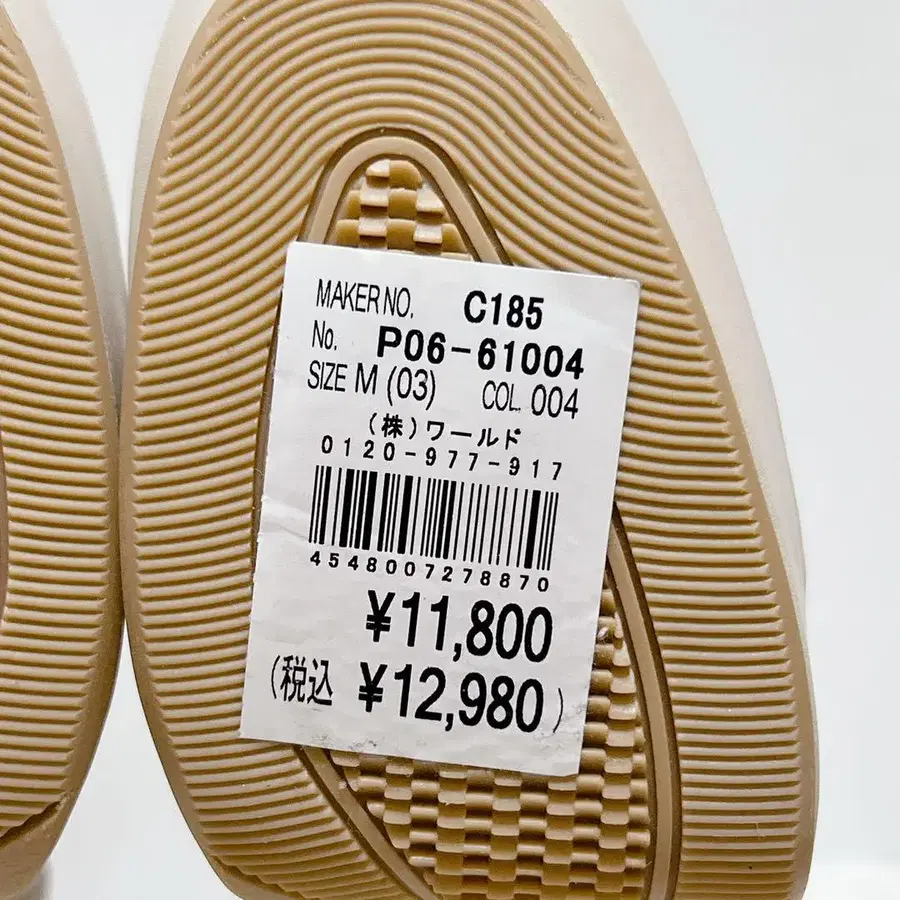 MAKER NO. C185
No. P06-61004
SIZE M (03) COL. 004
(株)ワールド
0120-977-917
4548007278870
¥11,800
(税込 ¥12,980)